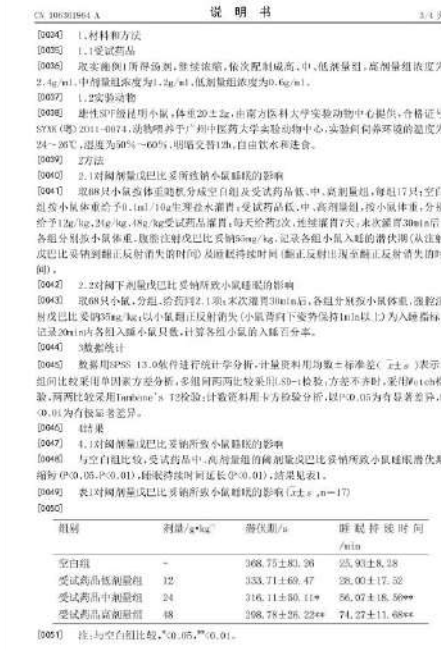 CN 106391864 A
说 明 书
3/4 页
[0034] 1.材料和方法
[0035] 1.1受试药品
[0036] 取实施例1所得汤剂,继续浓缩,依次配制成高、中、低剂量组,高剂量组浓度为
2.4g/ml,中剂量组浓度为1.2g/ml,低剂量组浓度为0.6g/ml。
[0037] 1.2实验动物
[0038] 雄性SPF级昆明小鼠,体重20±2g,由南方医科大学实验动物中心提供,合格证号
SYXK(粤)2011-0074,动物喂养于广州中医药大学实验动物中心,实验间饲养环境的温度为
24~26℃,湿度为50%~60%,明暗交替12h,自由饮水和进食。
[0039] 2方法
[0040] 2.1对阈剂量戊巴比妥钠致小鼠睡眠的影响
[0041] 取68只小鼠按体重随机分成空白组及受试药品低、中、高剂量组,每组17只;空白
组按小鼠体重给予0.1ml/10g生理盐水灌胃;受试药品低、中、高剂量组,按小鼠体重,分别
给予12g/kg,24g/kg,48g/kg受试药品灌胃;每天给药2次,连续灌胃7天;末次灌胃30min后,
各组分别按小鼠体重,腹腔注射戊巴比妥钠55mg/kg,记录各组小鼠入睡的潜伏期(从注射
戊巴比妥钠到翻正反射消失的时间)及睡眠持续时间(翻正反射出现至翻正反射消失的时
间)。
[0042] 2.2对阈下剂量戊巴比妥钠所致小鼠睡眠的影响
[0043] 取68只小鼠,分组、给药同2.1项;末次灌胃30min后,各组分别按小鼠体重,腹腔注
射戊巴比妥钠35mg/kg;以小鼠翻正反射消失(小鼠背向下姿势保持1min以上)为入睡指标,
记录20min内各组入睡小鼠只数,计算各组小鼠的入睡百分率。
[0044] 3数据统计
[0045] 数据用SPSS 13.0软件进行统计学分析,计量资料用均数±标准差(x̄±s)表示,
组间比较采用单因素方差分析,多组间两两比较采用LSD-t检验;方差不齐时,采用Welch检
验,两两比较采用Tamhane's T2检验;计数资料用卡方检验分析,以P<0.05为有显著差异,P
<0.01为有极显著差异。
[0046] 4结果
[0047] 4.1对阈剂量戊巴比妥钠所致小鼠睡眠的影响
[0048] 与空白组比较,受试药品中、高剂量组的阈剂量戊巴比妥钠所致小鼠睡眠潜伏期
缩短(P<0.05,P<0.01),睡眠持续时间延长(P<0.01),结果见表1。
[0049] 表1对阈剂量戊巴比妥钠所致小鼠睡眠的影响(x̄±s,n=17)
[0050]
组别 剂量/g•kg⁻¹ 潜伏期/s 睡眠持续时间
/min
空白组 - 368.75±83.26 25.93±8.28
受试药品低剂量组 12 333.71±69.47 28.00±17.52
受试药品中剂量组 24 316.11±50.11* 56.07±18.56**
受试药品高剂量组 48 298.78±26.22** 74.27±11.68**
[0051] 注:与空白组比较,*<0.05,**<0.01。